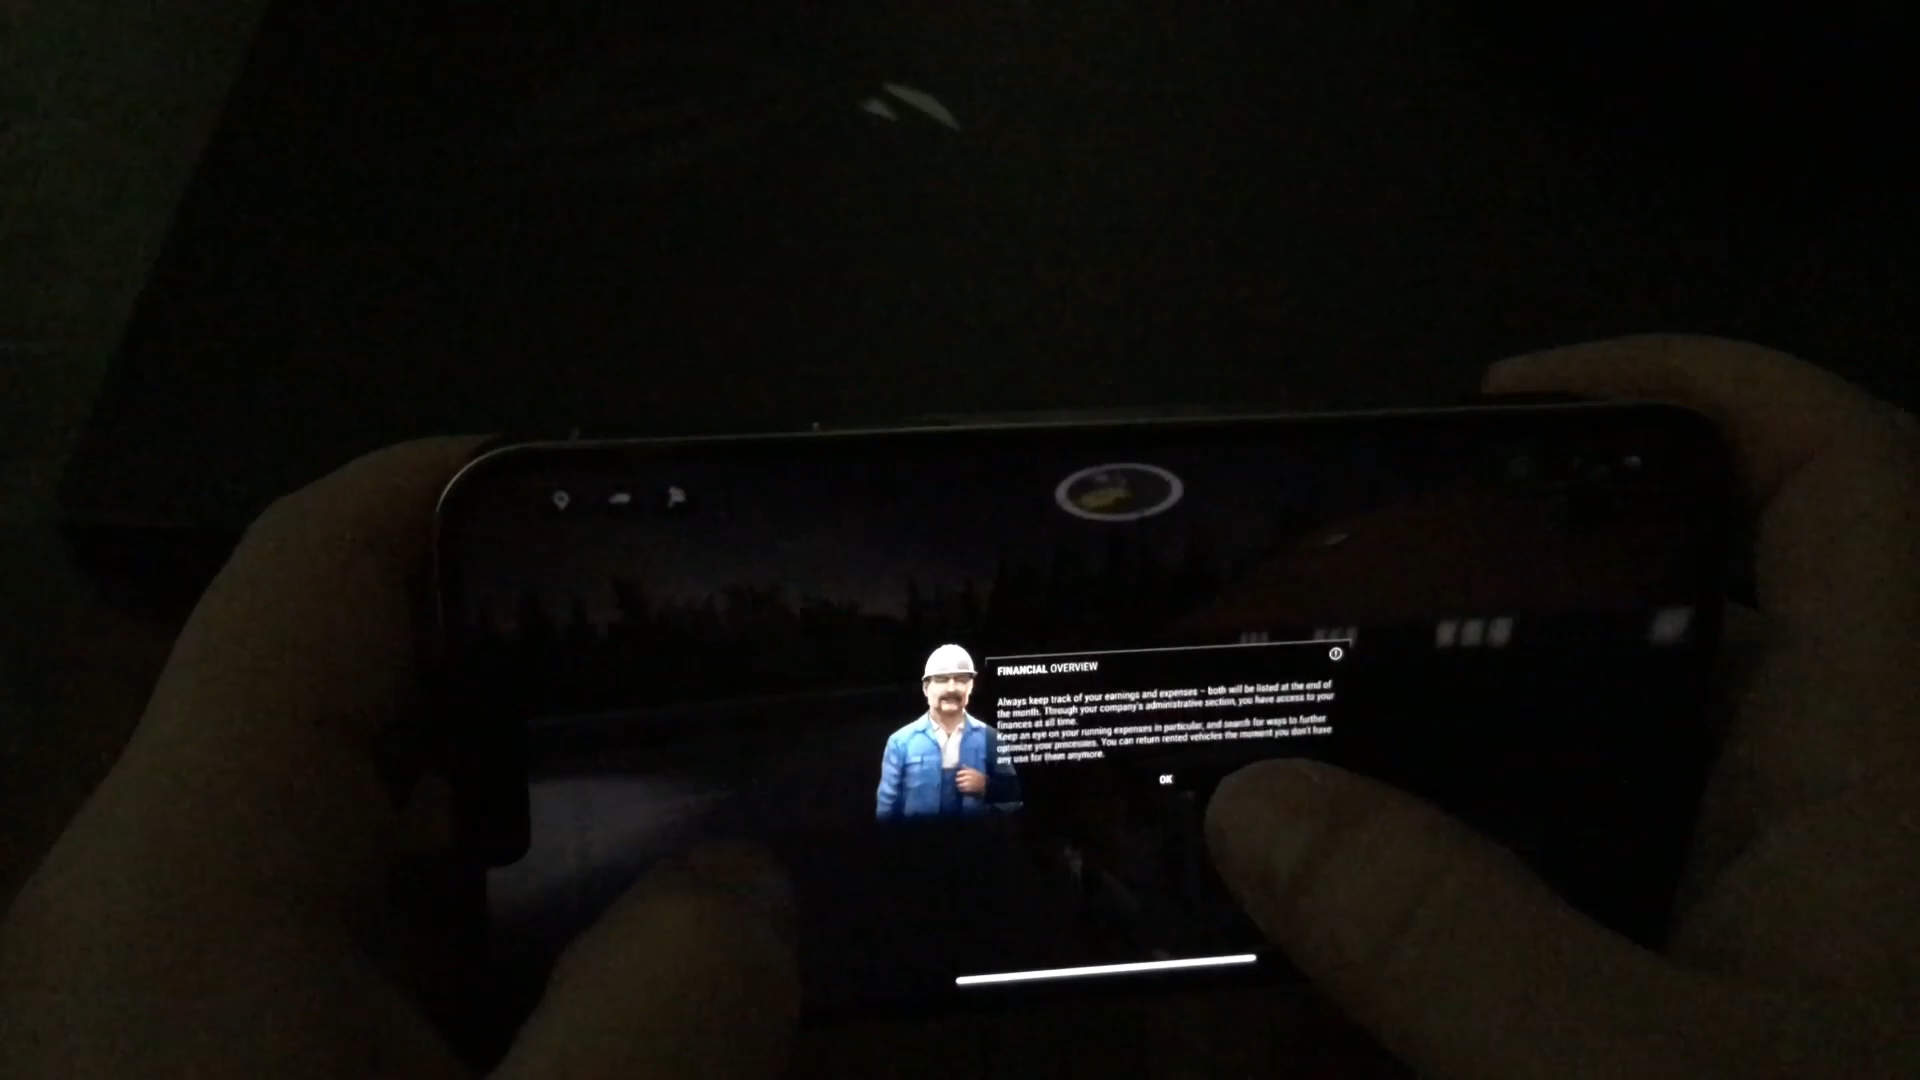 FINANCIAL OVERVIEW
Always keep track of your earnings and expenses – both will be listed at the end of
the month. Through your company's administrative section, you have access to your
finances at all time.
Keep an eye on your running expenses in particular, and search for ways to further
optimize your processes. You can return rented vehicles the moment you don't have
any use for them anymore.
OK